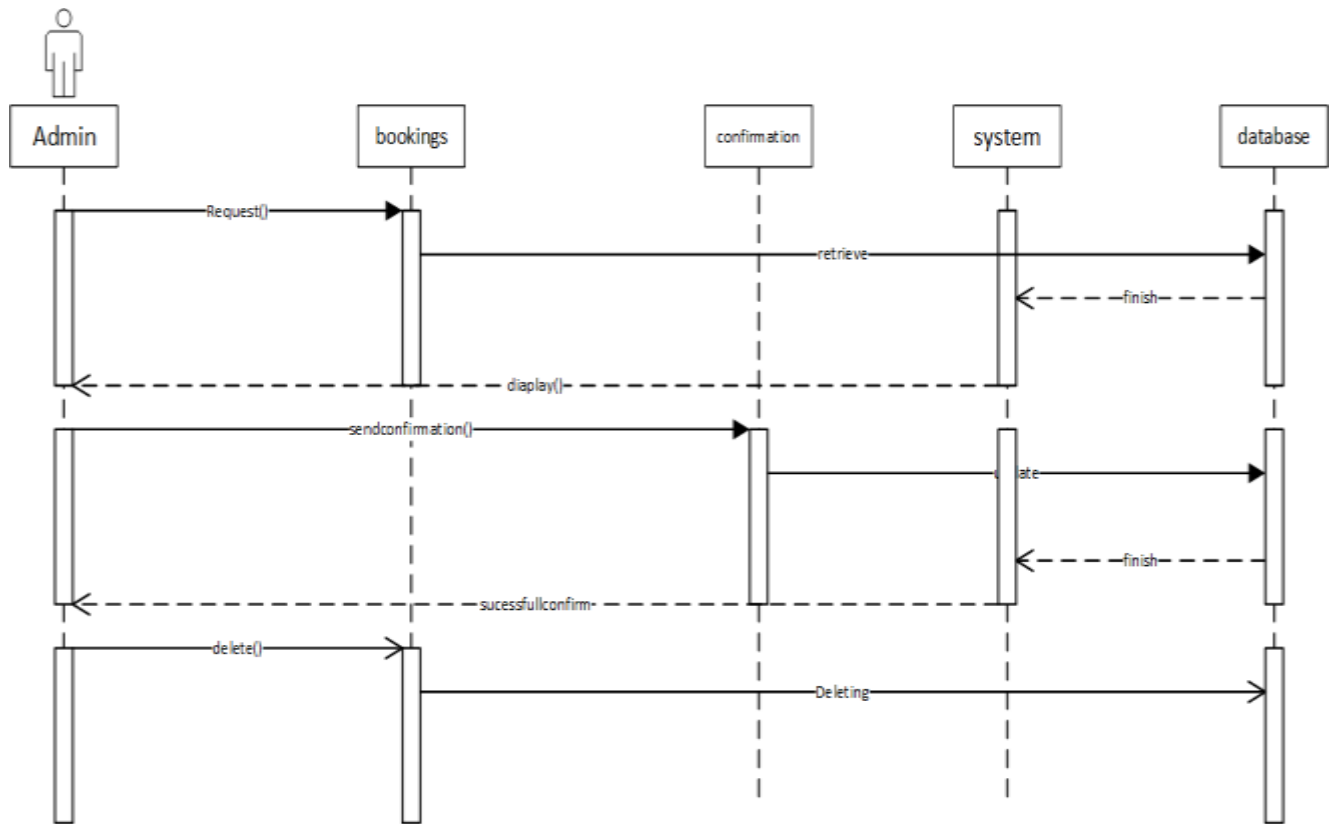 Admin
bookings
confirmation
system
database
Request()
retrieve
finish
diaplay()
sendconfirmation()
finish
sucessfullconfirm
delete()
Deleting